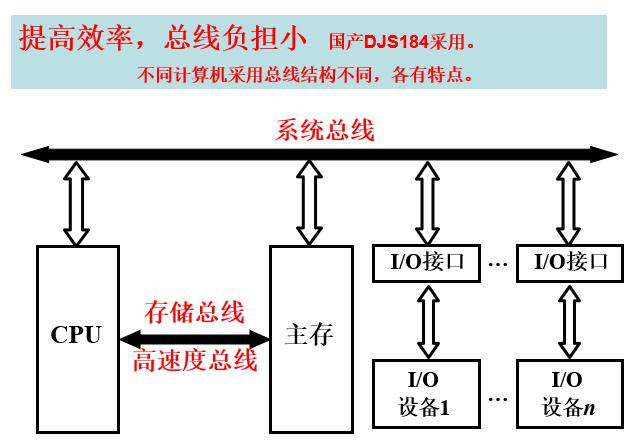 提高效率，总线负担小 国产DJS184采用。
不同计算机采用总线结构不同，各有特点。
系统总线
I/O接口 … I/O接口
存储总线
CPU
主存
高速度总线
I/O
设备1
…
I/O
设备n